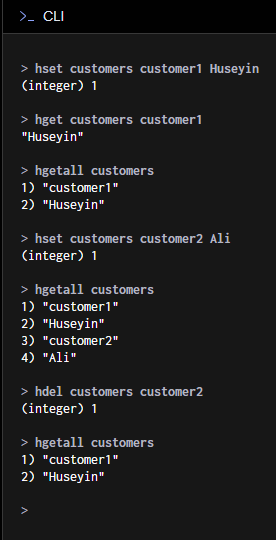 >_ CLI
> hset customers customer1 Huseyin
(integer) 1
> hget customers customer1
"Huseyin"
> hgetall customers
1) "customer1"
2) "Huseyin"
> hset customers customer2 Ali
(integer) 1
> hgetall customers
1) "customer1"
2) "Huseyin"
3) "customer2"
4) "Ali"
> hdel customers customer2
(integer) 1
> hgetall customers
1) "customer1"
2) "Huseyin"
>